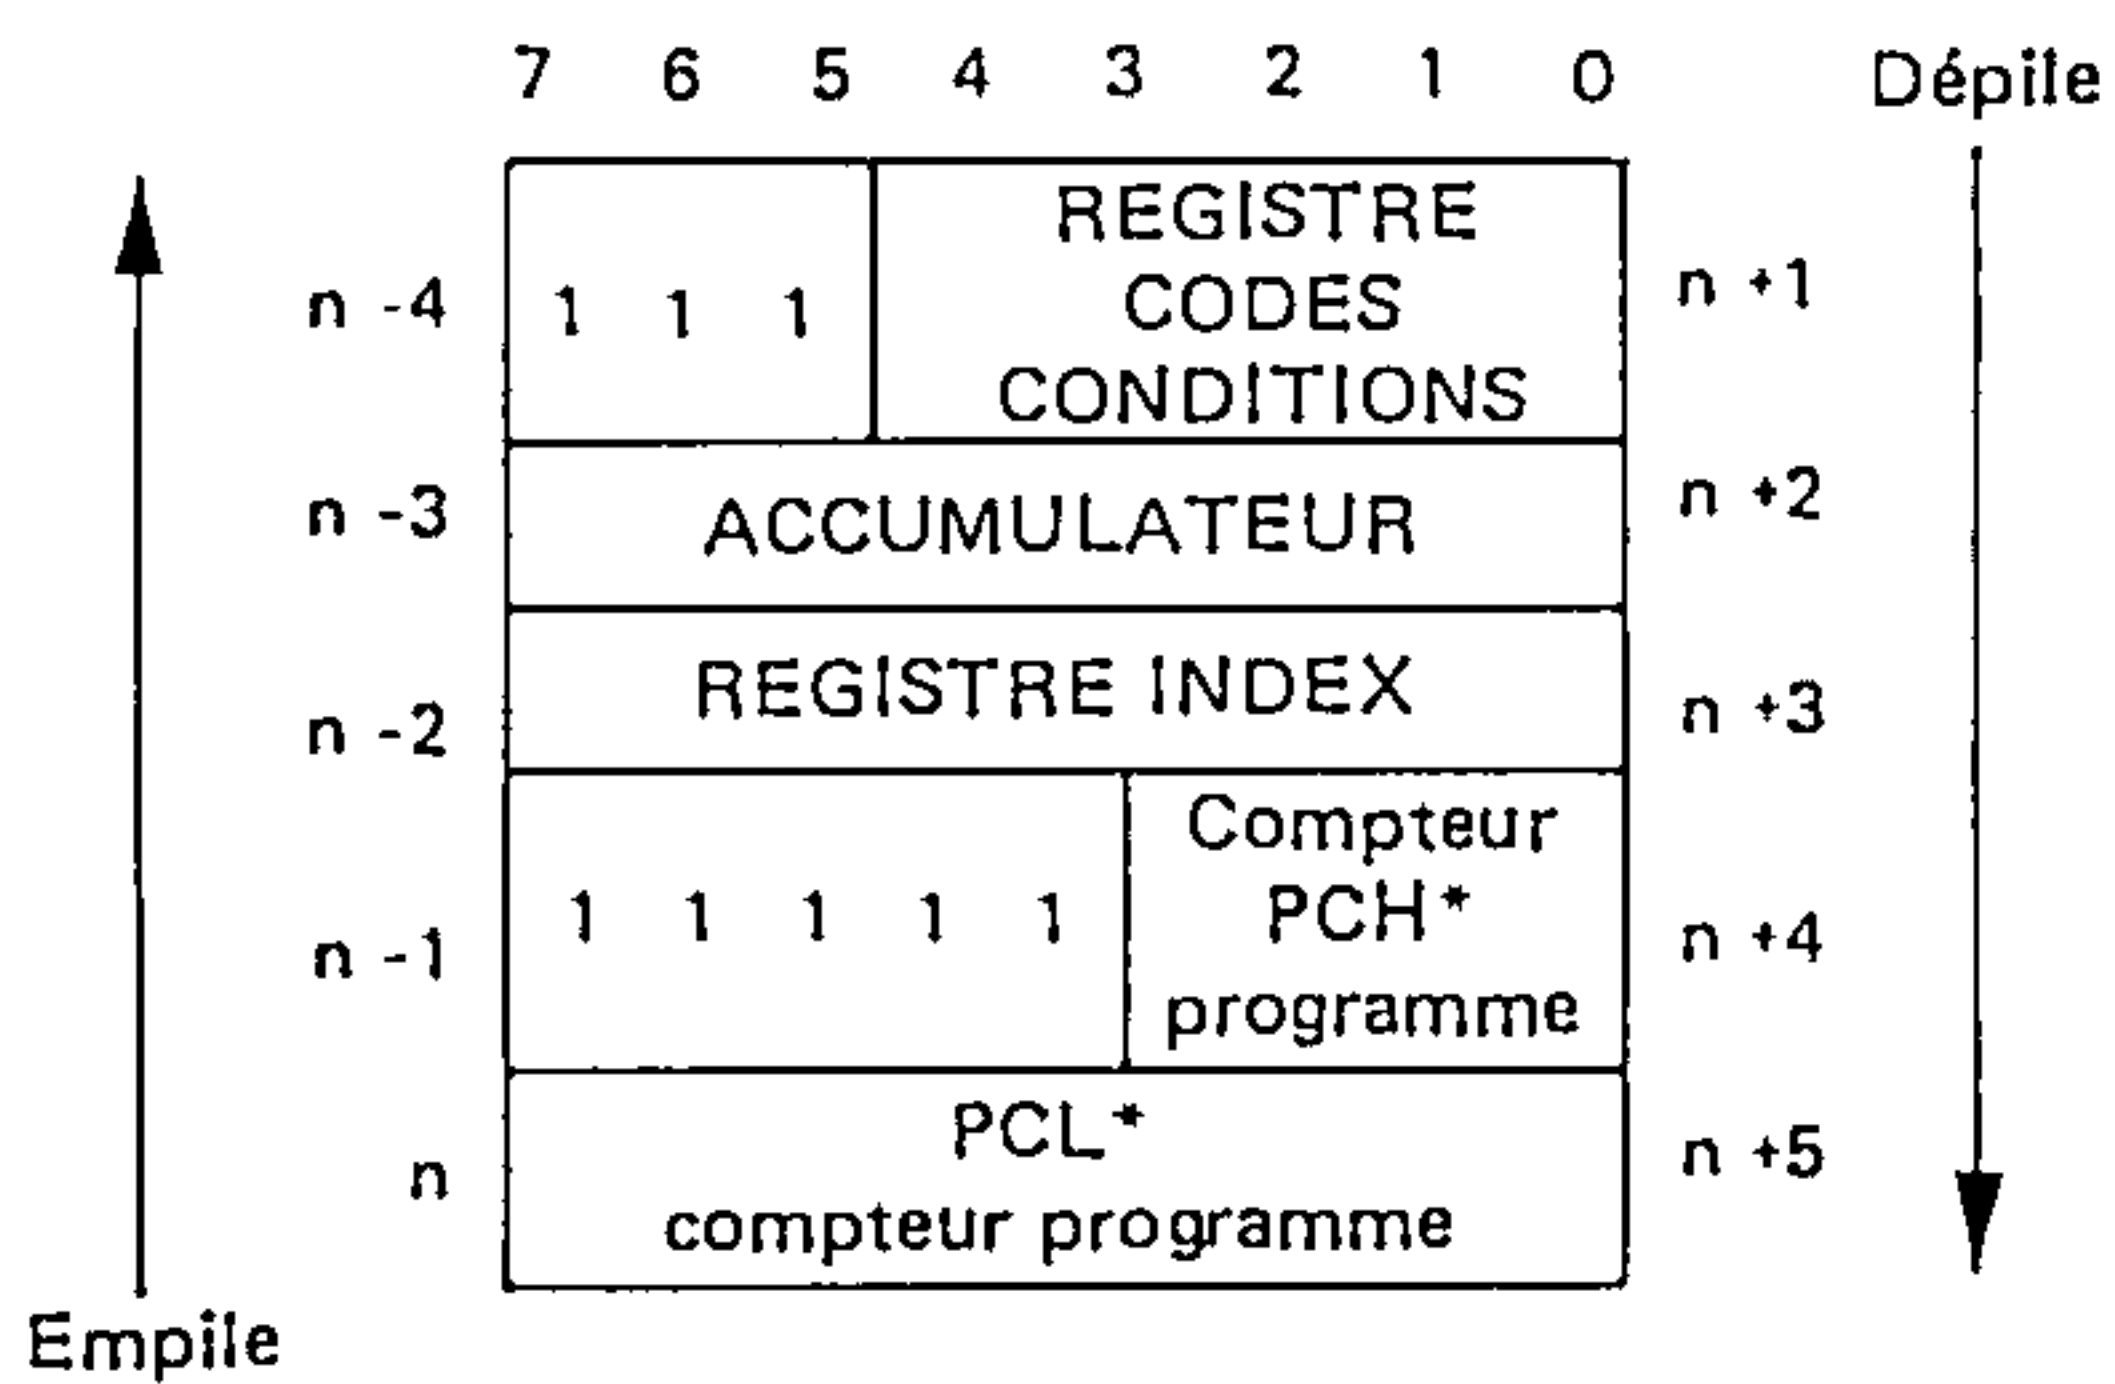 7 6 5 4 3 2 1 0 Dépile
REGISTRE
n -4 1 1 1 CODES n +1
CONDITIONS
n -3 ACCUMULATEUR n +2
n -2 REGISTRE INDEX n +3
Compteur
n -1 1 1 1 1 1 PCH* n +4
programme
PCL*
n n +5
compteur programme
Empile